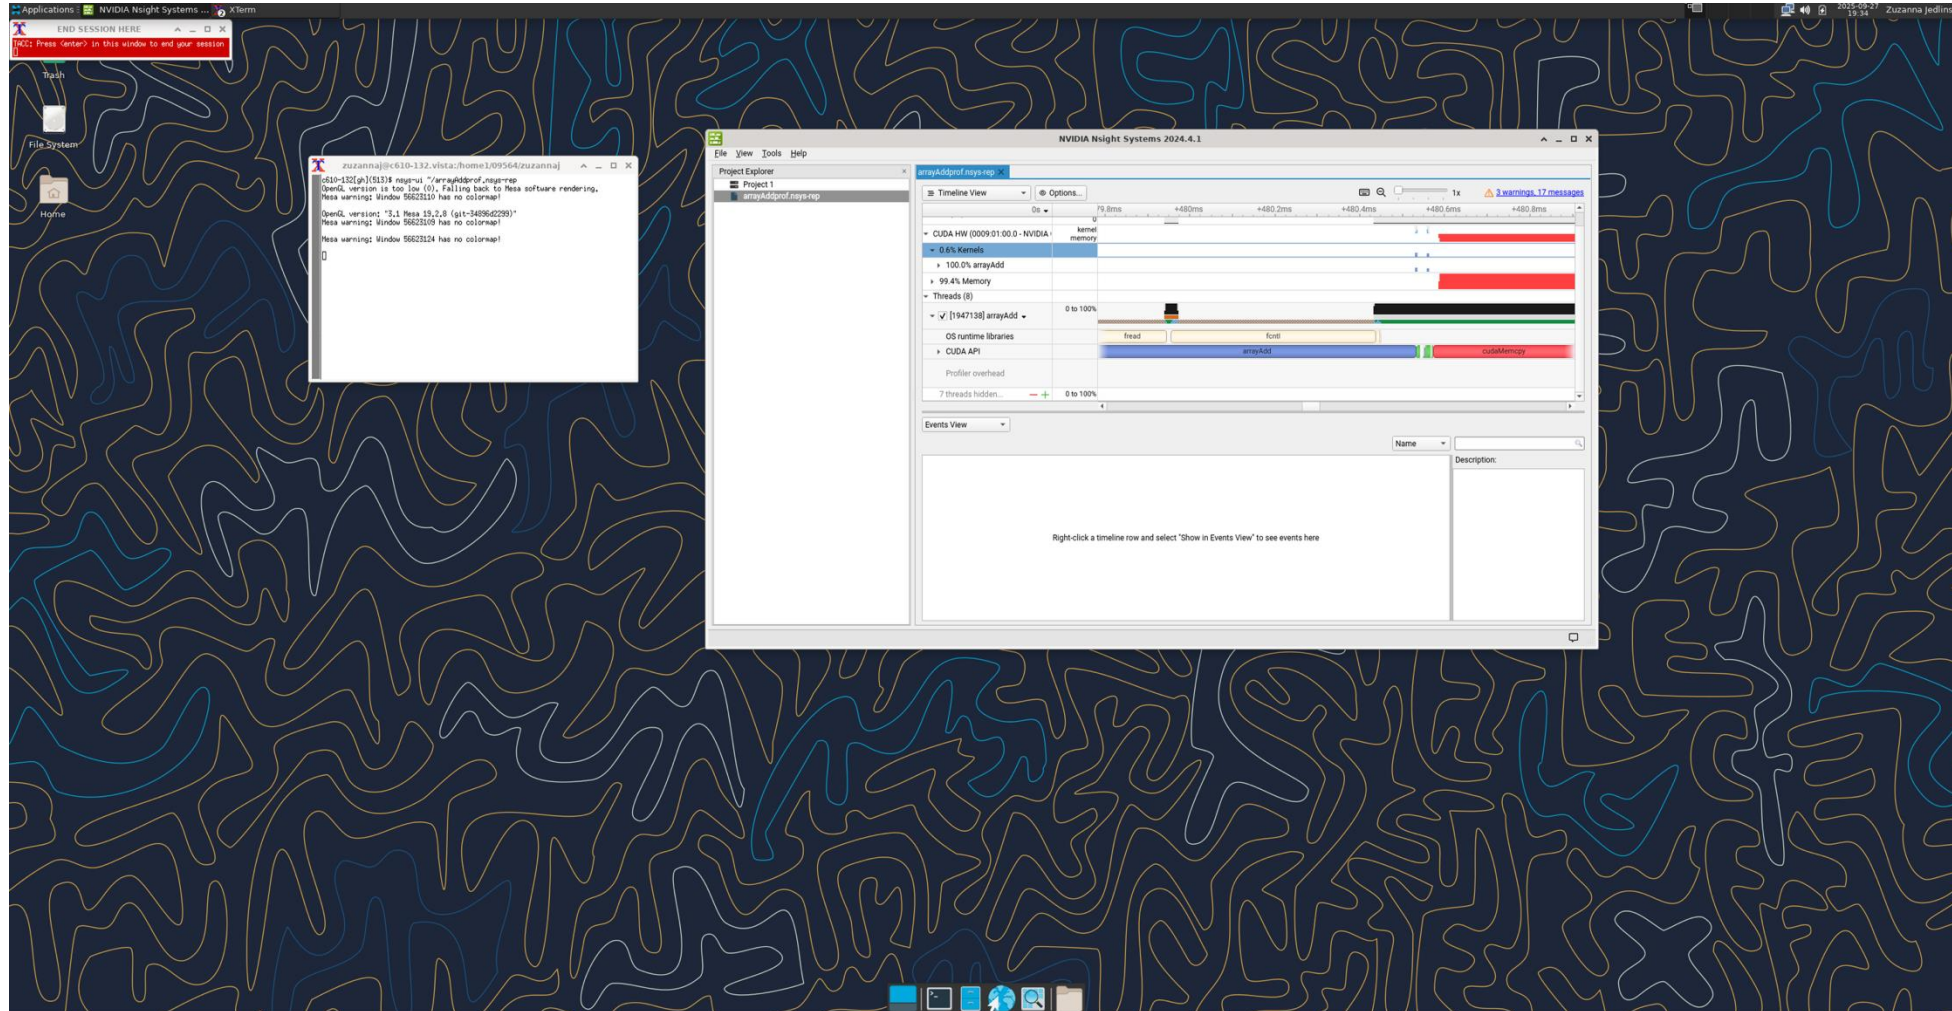 Applications
NVIDIA Nsight Systems ...
XTerm
2025-09-27
19:34
Zuzanna Jedlins
END SESSION HERE
TACC: Press <enter> in this window to end your session
Trash
File System
Home
zuzannaj@c610-132.vista:/home1/09564/zuzannaj
c610-132[gh](513)$ nsys-ui ~/arrayAddprof.nsys-rep
OpenGL version is too low (0). Falling back to Mesa software rendering.
Mesa warning: Window 56623110 has no colormap!
OpenGL version: "3.1 Mesa 19.2.8 (git-34896d2299)"
Mesa warning: Window 56623109 has no colormap!
Mesa warning: Window 56623124 has no colormap!
NVIDIA Nsight Systems 2024.4.1
File View Tools Help
Project Explorer
Project 1
arrayAddprof.nsys-rep
arrayAddprof.nsys-rep
Timeline View
Options...
1x
3 warnings, 17 messages
0s
79.8ms +480ms +480.2ms +480.4ms +480.6ms +480.8ms
0
CUDA HW (0009:01:00.0 - NVIDIA
kernel
memory
0.6% Kernels
100.0% arrayAdd
99.4% Memory
Threads (8)
[1947138] arrayAdd
0 to 100%
OS runtime libraries
fread
fcntl
CUDA API
arrayAdd
cudaMemcpy
Profiler overhead
7 threads hidden...
0 to 100%
Events View
Name
Description:
Right-click a timeline row and select "Show in Events View" to see events here